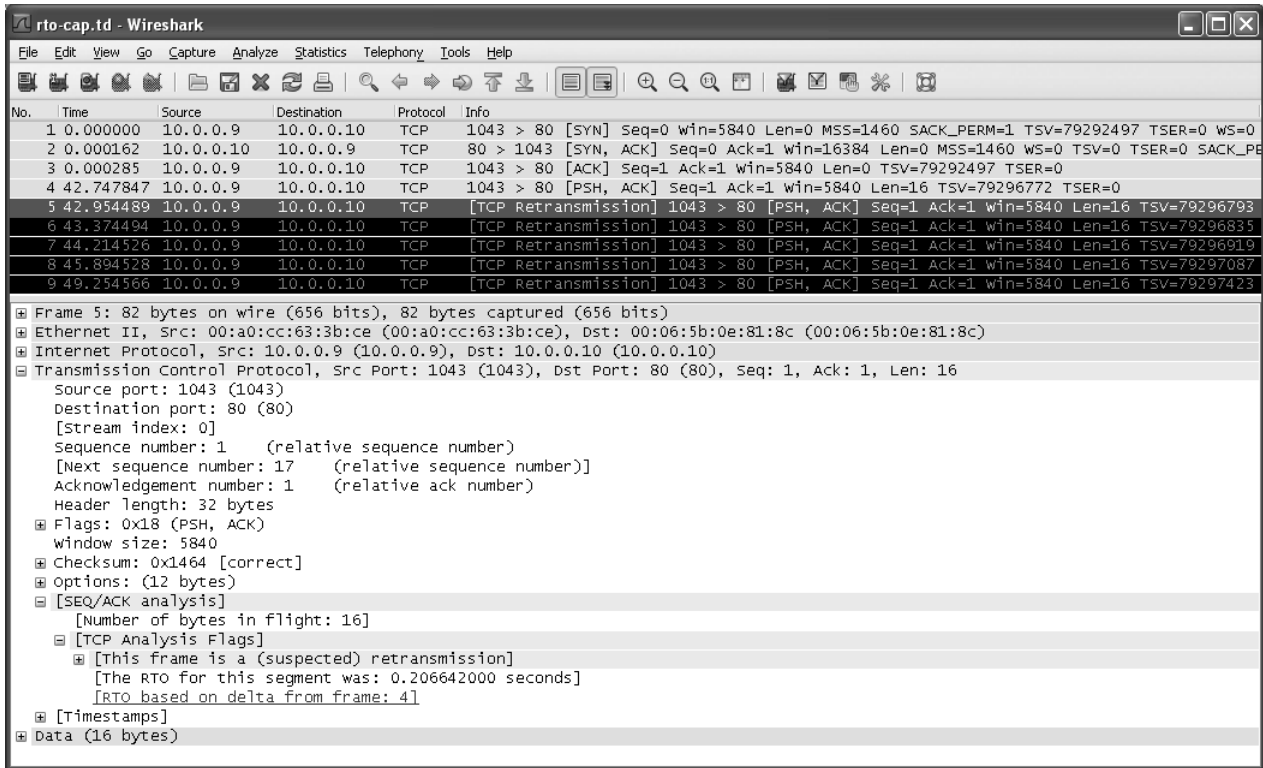 rto-cap.td - Wireshark
File Edit View Go Capture Analyze Statistics Telephony Tools Help
No. Time Source Destination Protocol Info
1 0.000000 10.0.0.9 10.0.0.10 TCP 1043 > 80 [SYN] Seq=0 Win=5840 Len=0 MSS=1460 SACK_PERM=1 TSV=79292497 TSER=0 WS=0
2 0.000162 10.0.0.10 10.0.0.9 TCP 80 > 1043 [SYN, ACK] Seq=0 Ack=1 Win=16384 Len=0 MSS=1460 WS=0 TSV=0 TSER=0 SACK_PE
3 0.000285 10.0.0.9 10.0.0.10 TCP 1043 > 80 [ACK] Seq=1 Ack=1 Win=5840 Len=0 TSV=79292497 TSER=0
4 42.747847 10.0.0.9 10.0.0.10 TCP 1043 > 80 [PSH, ACK] Seq=1 Ack=1 Win=5840 Len=16 TSV=79296772 TSER=0
5 42.954489 10.0.0.9 10.0.0.10 TCP [TCP Retransmission] 1043 > 80 [PSH, ACK] Seq=1 Ack=1 Win=5840 Len=16 TSV=79296793
6 43.374494 10.0.0.9 10.0.0.10 TCP [TCP Retransmission] 1043 > 80 [PSH, ACK] Seq=1 Ack=1 Win=5840 Len=16 TSV=79296835
7 44.214526 10.0.0.9 10.0.0.10 TCP [TCP Retransmission] 1043 > 80 [PSH, ACK] Seq=1 Ack=1 Win=5840 Len=16 TSV=79296919
8 45.894528 10.0.0.9 10.0.0.10 TCP [TCP Retransmission] 1043 > 80 [PSH, ACK] Seq=1 Ack=1 Win=5840 Len=16 TSV=79297087
9 49.254566 10.0.0.9 10.0.0.10 TCP [TCP Retransmission] 1043 > 80 [PSH, ACK] Seq=1 Ack=1 Win=5840 Len=16 TSV=79297423
Frame 5: 82 bytes on wire (656 bits), 82 bytes captured (656 bits)
Ethernet II, Src: 00:a0:cc:63:3b:ce (00:a0:cc:63:3b:ce), Dst: 00:06:5b:0e:81:8c (00:06:5b:0e:81:8c)
Internet Protocol, Src: 10.0.0.9 (10.0.0.9), Dst: 10.0.0.10 (10.0.0.10)
Transmission Control Protocol, Src Port: 1043 (1043), Dst Port: 80 (80), Seq: 1, Ack: 1, Len: 16
Source port: 1043 (1043)
Destination port: 80 (80)
[Stream index: 0]
Sequence number: 1 (relative sequence number)
[Next sequence number: 17 (relative sequence number)]
Acknowledgement number: 1 (relative ack number)
Header length: 32 bytes
Flags: 0x18 (PSH, ACK)
Window size: 5840
Checksum: 0x1464 [correct]
Options: (12 bytes)
[SEQ/ACK analysis]
[Number of bytes in flight: 16]
[TCP Analysis Flags]
[This frame is a (suspected) retransmission]
[The RTO for this segment was: 0.206642000 seconds]
[RTO based on delta from frame: 4]
[Timestamps]
Data (16 bytes)